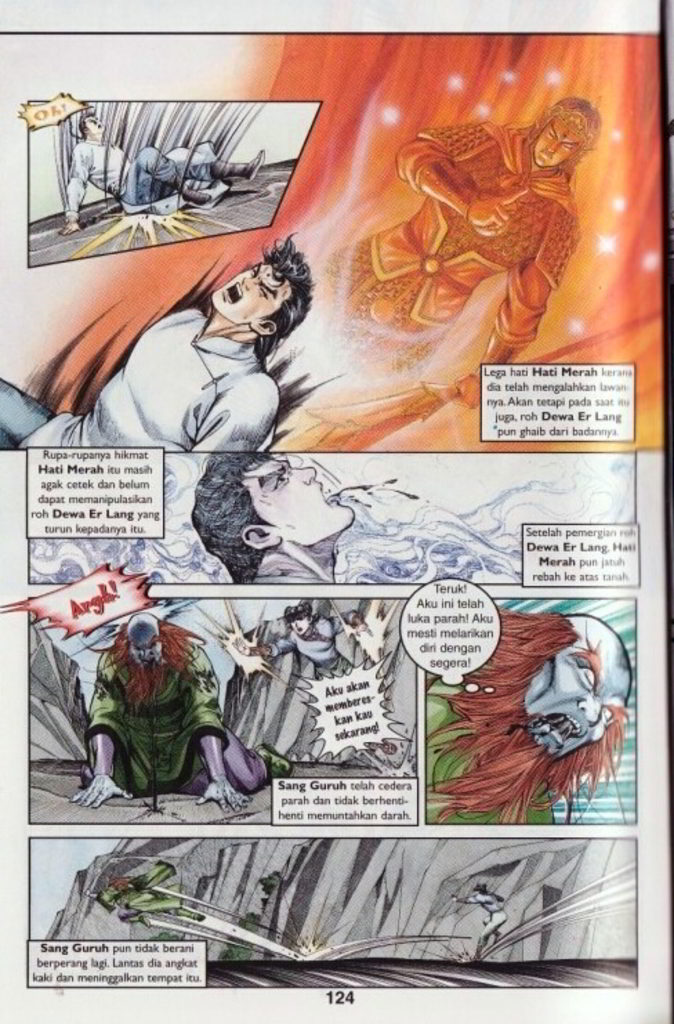 Oh!
Lega hati Hati Merah kerana
dia telah mengalahkan lawan-
nya. Akan tetapi pada saat itu
juga, roh Dewa Er Lang
pun ghaib dari badannya.
Rupa-rupanya hikmat
Hati Merah itu masih
agak cetek dan belum
dapat memanipulasikan
roh Dewa Er Lang yang
turun kepadanya itu.
Setelah pemergian roh
Dewa Er Lang, Hati
Merah pun jatuh
rebah ke atas tanah.
Argh!
Aku akan
memberes-
kan kau
sekarang!
Teruk!
Aku ini telah
luka parah! Aku
mesti melarikan
diri dengan
segera!
Sang Guruh telah cedera
parah dan tidak berhenti-
henti memuntahkan darah.
Sang Guruh pun tidak berani
berperang lagi. Lantas dia angkat
kaki dan meninggalkan tempat itu.
124